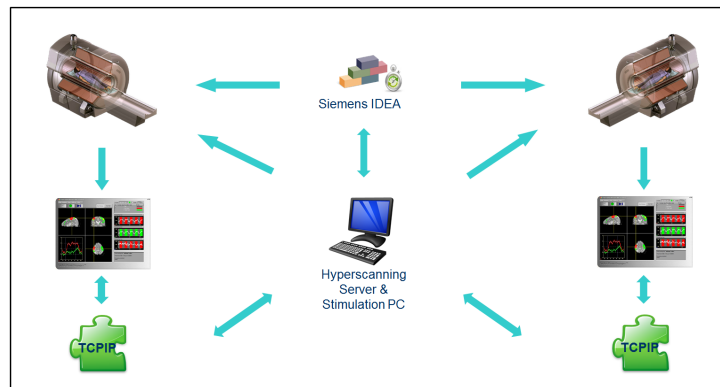 Siemens IDEA
Hyperscanning
Server &
Stimulation PC
TCPIP
TCPIP